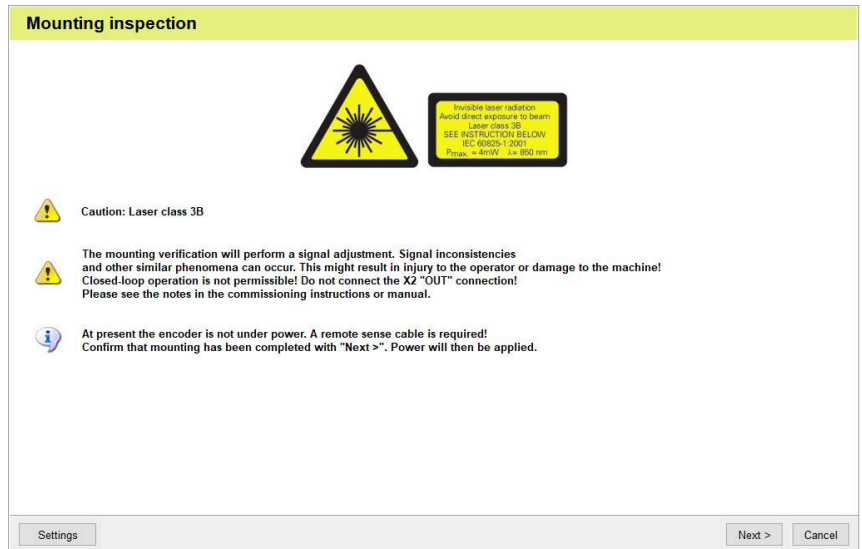 Mounting inspection
Invisible laser radiation
Avoid direct exposure to beam
Laser class 3B
SEE INSTRUCTION BELOW
IEC 60825-1:2001
Pmax. = 4mW λ= 850 nm
Caution: Laser class 3B
The mounting verification will perform a signal adjustment. Signal inconsistencies
and other similar phenomena can occur. This might result in injury to the operator or damage to the machine!
Closed-loop operation is not permissible! Do not connect the X2 "OUT" connection!
Please see the notes in the commissioning instructions or manual.
At present the encoder is not under power. A remote sense cable is required!
Confirm that mounting has been completed with "Next >". Power will then be applied.
Settings
Next >
Cancel